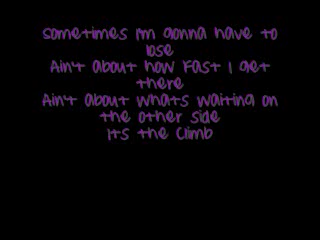 Sometimes I'm gonna have to
lose
Ain't about how fast I get
there
Ain't about whats waiting on
the other side
Its the climb